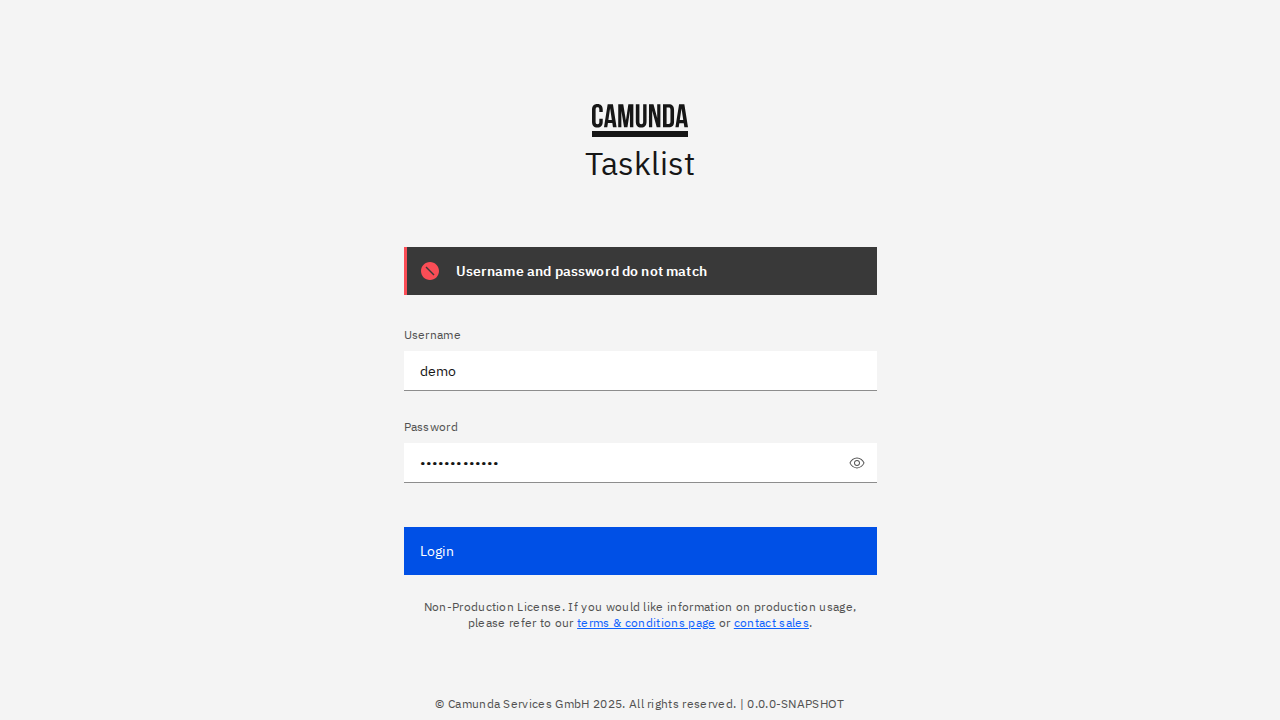 CAMUNDA
Tasklist
Username and password do not match
Username
demo
Password
•••••••••••••
Login
Non-Production License. If you would like information on production usage,
please refer to our terms & conditions page or contact sales.
© Camunda Services GmbH 2025. All rights reserved. | 0.0.0-SNAPSHOT